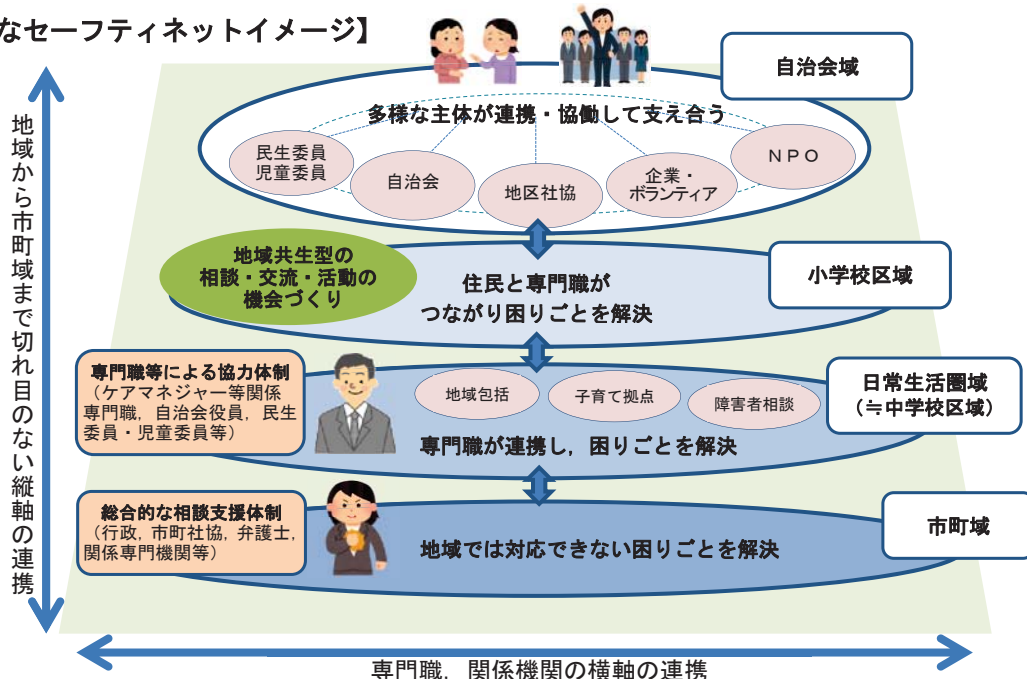 なセーフティネットイメージ】
自治会域
多様な主体が連携・協働して支え合う
民生委員
児童委員
自治会
地区社協
企業・
ボランティア
ＮＰＯ
地域共生型の
相談・交流・活動の
機会づくり
住民と専門職が
つながり困りごとを解決
小学校区域
専門職等による協力体制
（ケアマネジャー等関係
専門職，自治会役員，民生
委員・児童委員等）
地域包括
子育て拠点
障害者相談
専門職が連携し，困りごとを解決
日常生活圏域
（≒中学校区域）
総合的な相談支援体制
（行政，市町社協，弁護士，
関係専門機関等）
地域では対応できない困りごとを解決
市町域
地域から市町域まで切れ目のない縦軸の連携
専門職，関係機関の横軸の連携